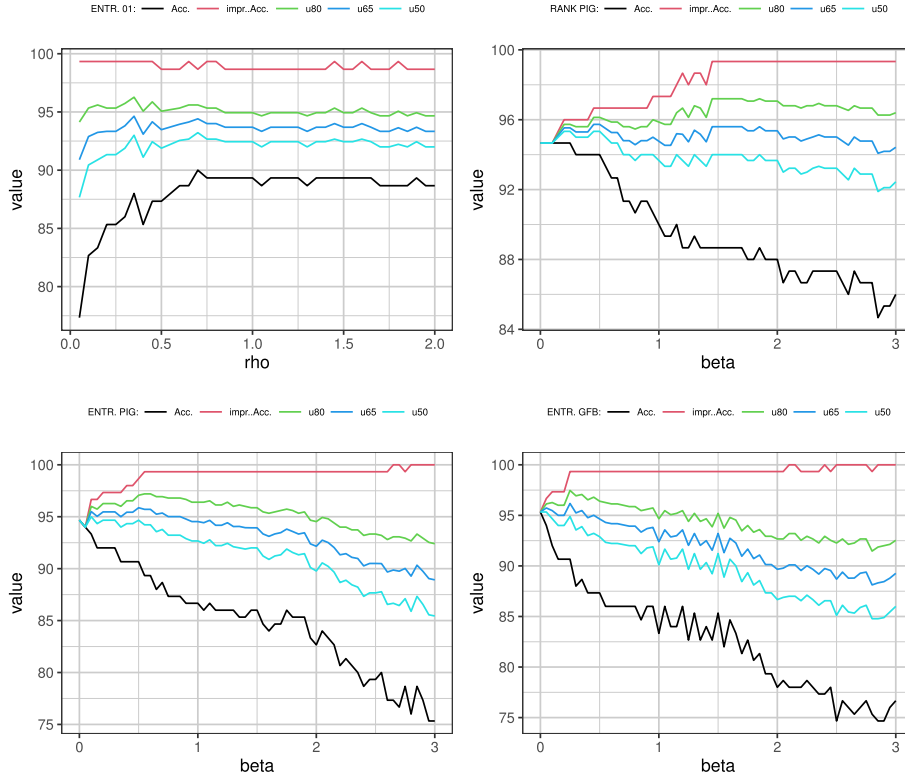 ENTR. 01: Acc. impr..Acc. u80 u65 u50
value
100
95
90
85
80
0.0 0.5 1.0 1.5 2.0
rho
RANK PIG: Acc. impr..Acc. u80 u65 u50
value
100
96
92
88
84
0 1 2 3
beta
ENTR. PIG: Acc. impr..Acc. u80 u65 u50
value
100
95
90
85
80
75
0 1 2 3
beta
ENTR. GFB: Acc. impr..Acc. u80 u65 u50
value
100
95
90
85
80
75
0 1 2 3
beta